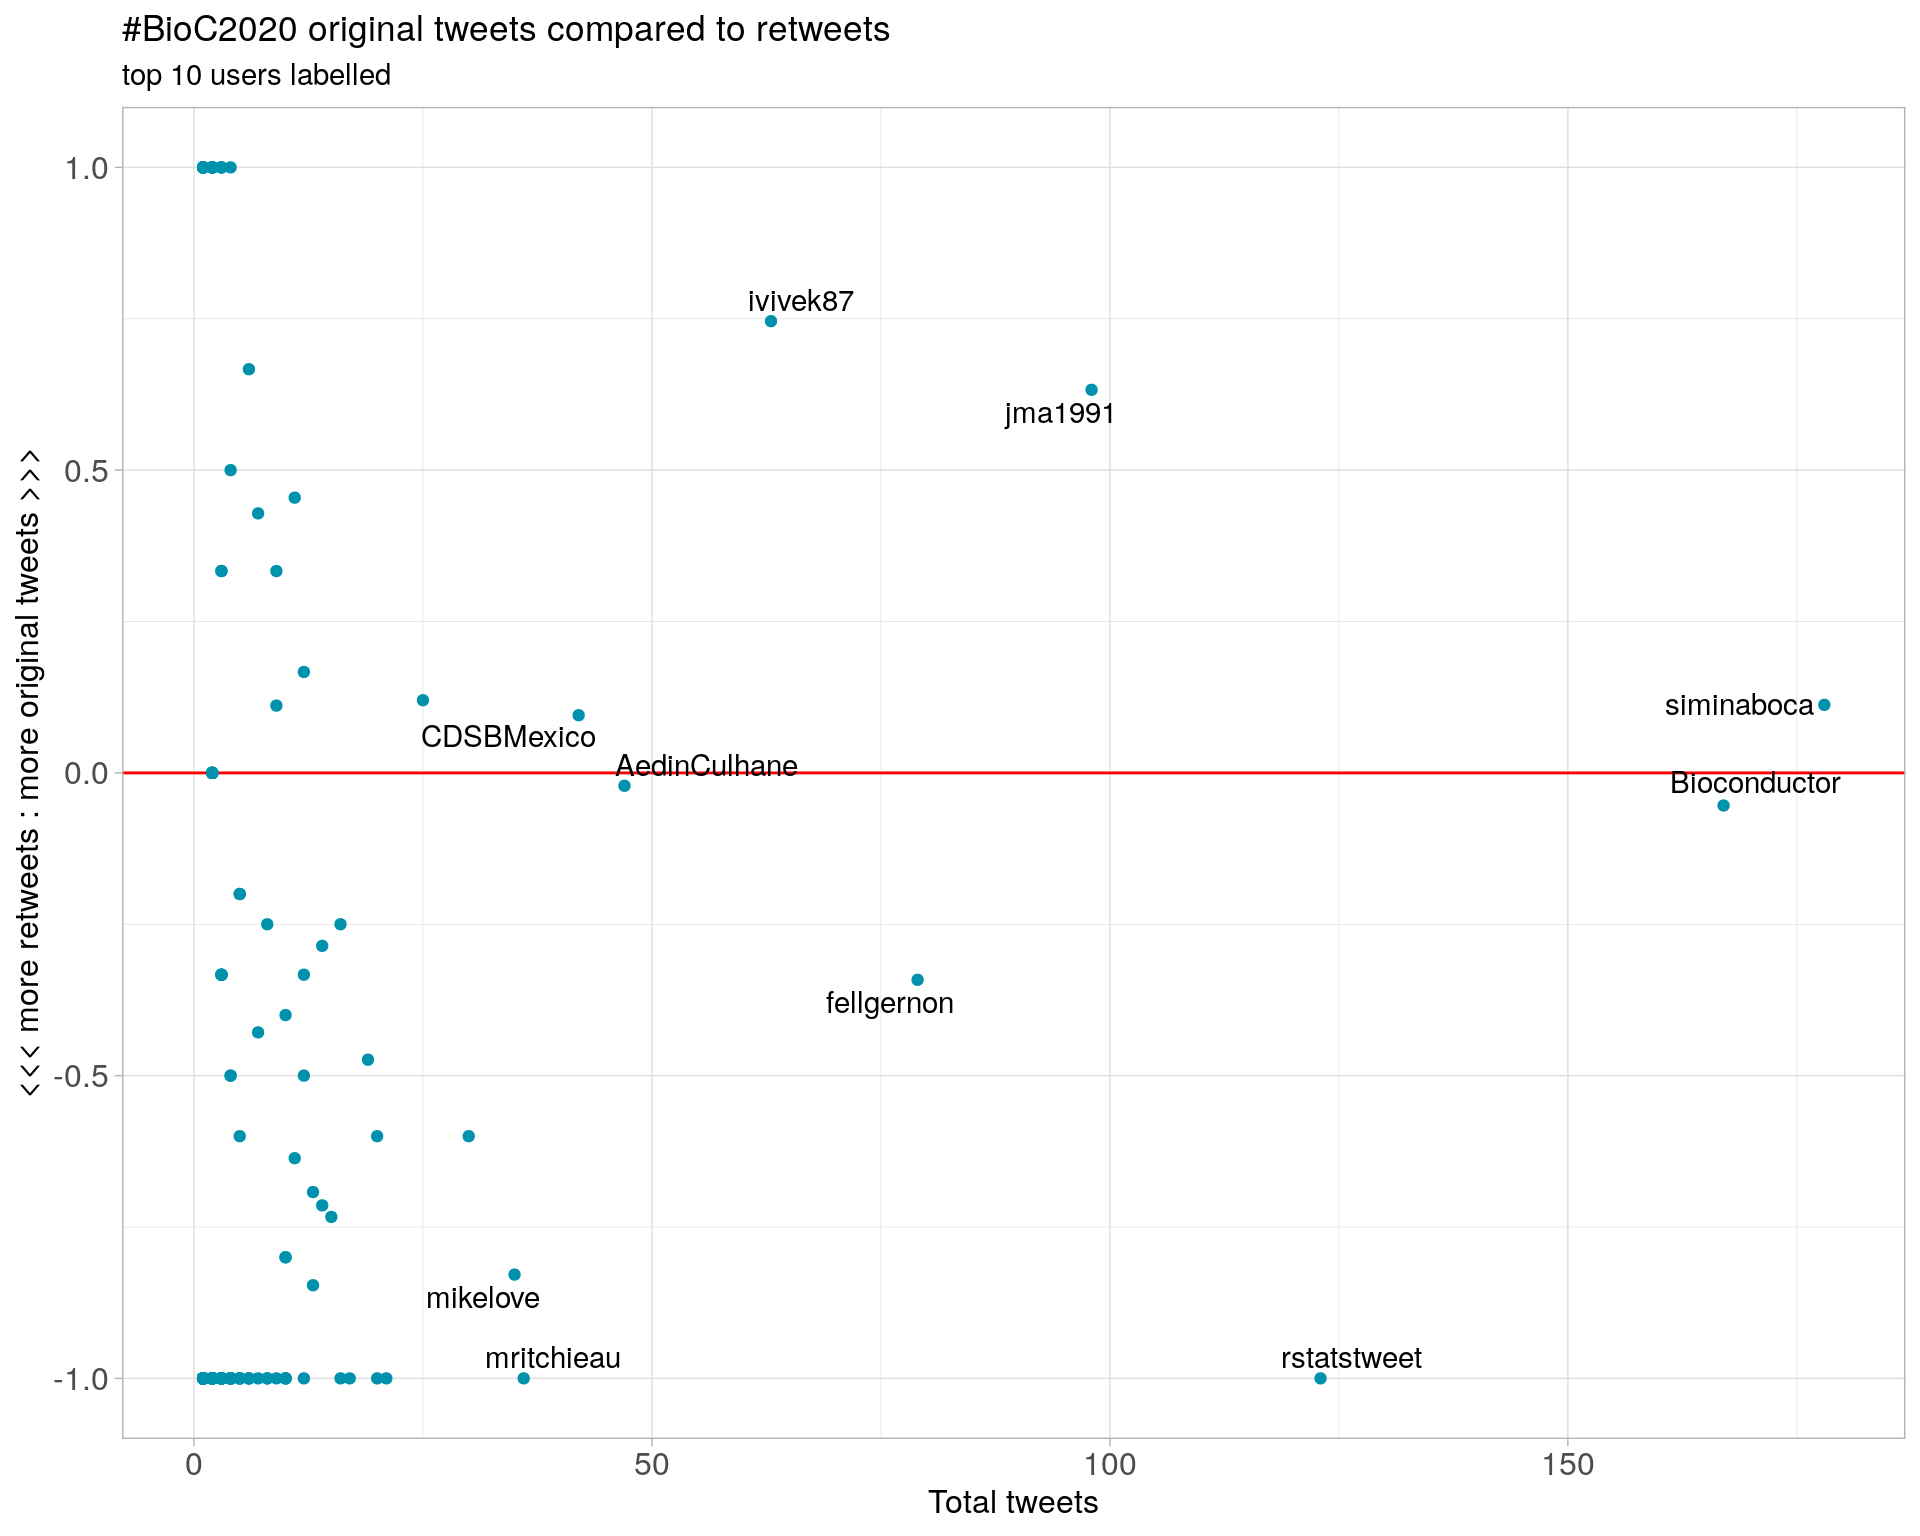 #BioC2020 original tweets compared to retweets
top 10 users labelled
<<< more retweets : more original tweets >>>
1.0
0.5
0.0
-0.5
-1.0
ivivek87
jma1991
siminaboca
CDSBMexico
AedinCulhane
Bioconductor
fellgernon
mikelove
mritchieau
rstatstweet
0
50
100
150
Total tweets